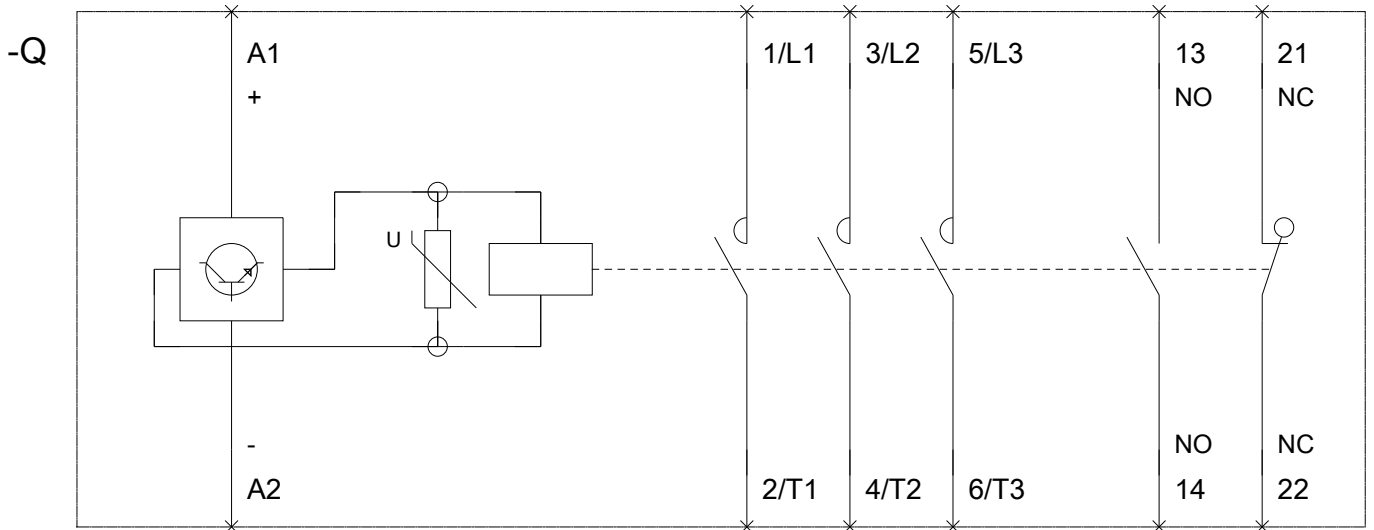 -Q A1 1/L1 3/L2 5/L3 13 21
+ NO NC
U
- NO NC
A2 2/T1 4/T2 6/T3 14 22